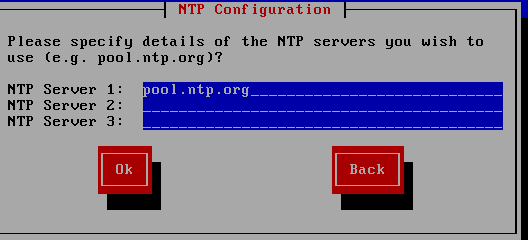 NTP Configuration
Please specify details of the NTP servers you wish to
use (e.g. pool.ntp.org)?
NTP Server 1: pool.ntp.org
NTP Server 2:
NTP Server 3:
Ok Back